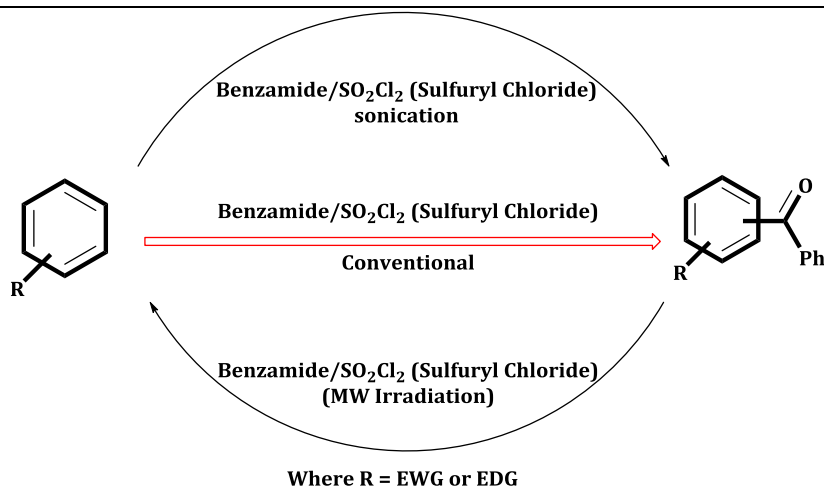 Benzamide/SO₂Cl₂ (Sulfuryl Chloride)
sonication
Benzamide/SO₂Cl₂ (Sulfuryl Chloride)
Conventional
R
R
O
Ph
Benzamide/SO₂Cl₂ (Sulfuryl Chloride)
(MW Irradiation)
Where R = EWG or EDG